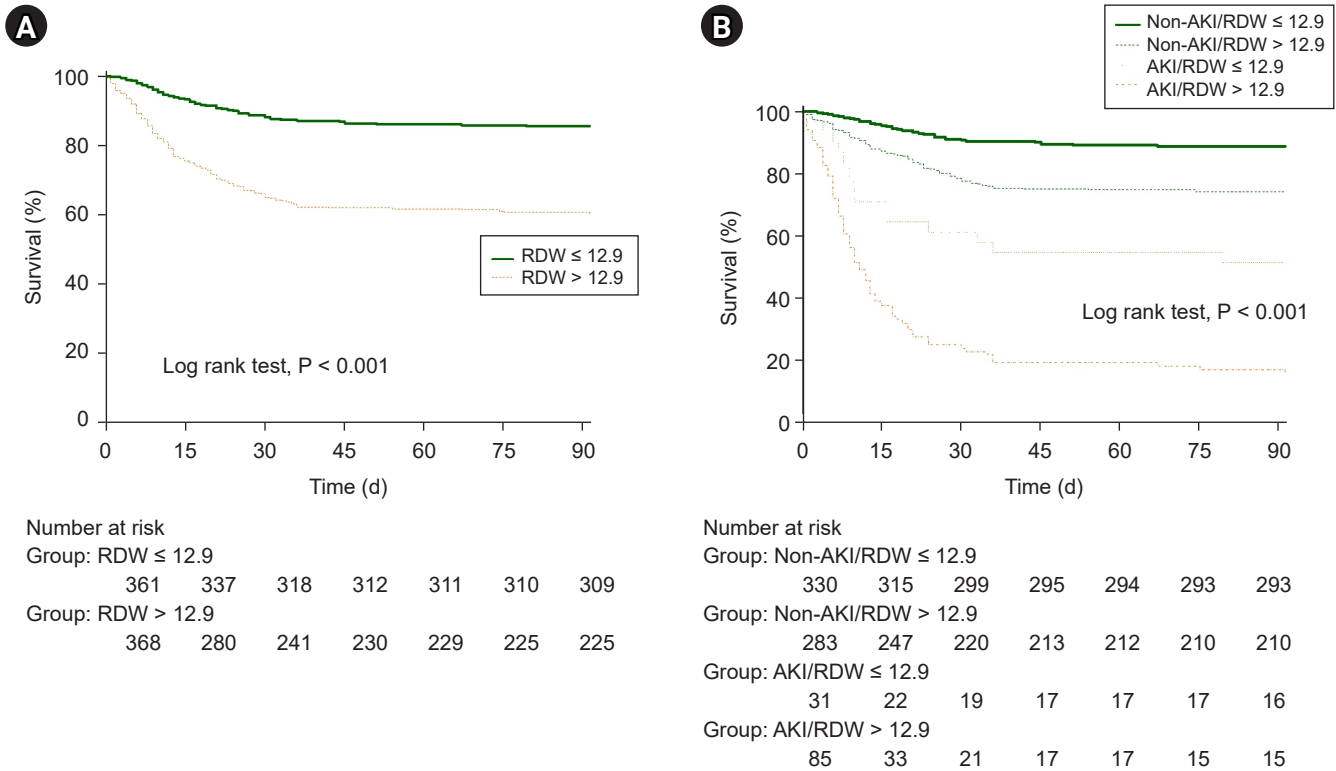 A
100
80
60
40
20
0
Survival (%)
RDW ≤ 12.9
RDW > 12.9
Log rank test, P < 0.001
0 15 30 45 60 75 90
Time (d)
Number at risk
Group: RDW ≤ 12.9
361 337 318 312 311 310 309
Group: RDW > 12.9
368 280 241 230 229 225 225
B
Non-AKI/RDW ≤ 12.9
Non-AKI/RDW > 12.9
AKI/RDW ≤ 12.9
AKI/RDW > 12.9
100
80
60
40
20
0
Survival (%)
Log rank test, P < 0.001
0 15 30 45 60 75 90
Time (d)
Number at risk
Group: Non-AKI/RDW ≤ 12.9
330 315 299 295 294 293 293
Group: Non-AKI/RDW > 12.9
283 247 220 213 212 210 210
Group: AKI/RDW ≤ 12.9
31 22 19 17 17 17 16
Group: AKI/RDW > 12.9
85 33 21 17 17 15 15